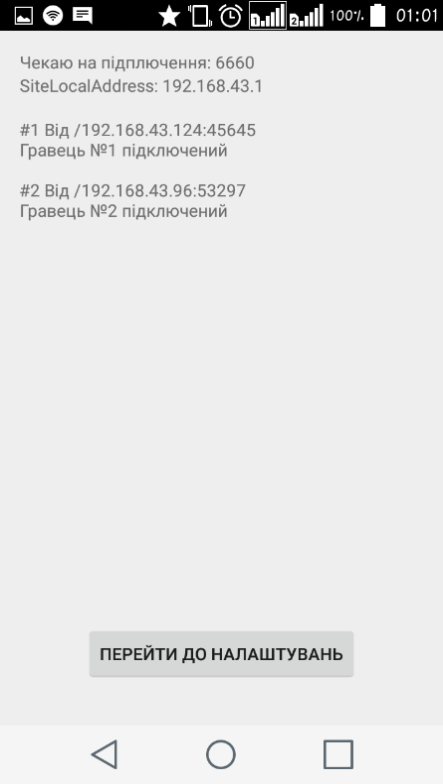 100% 01:01
Чекаю на підплючення: 6660
SiteLocalAddress: 192.168.43.1
#1 Від /192.168.43.124:45645
Гравець №1 підключений
#2 Від /192.168.43.96:53297
Гравець №2 підключений
ПЕРЕЙТИ ДО НАЛАШТУВАНЬ